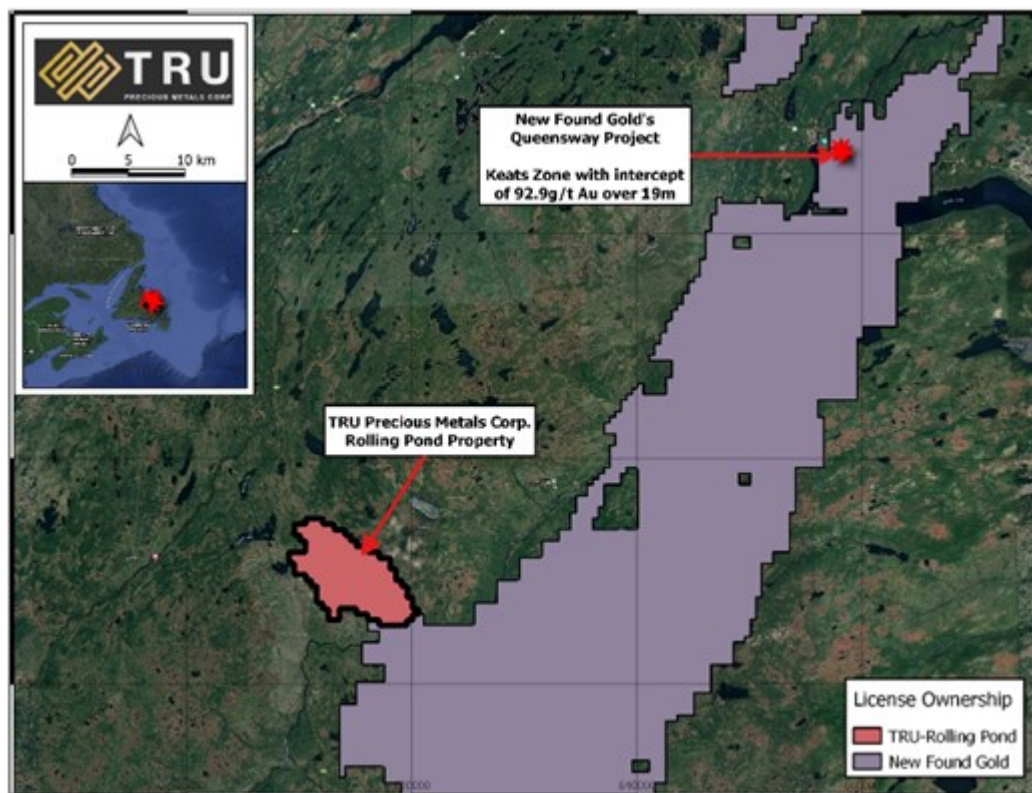 TRU
PRECIOUS METALS CORP
0 5 10 km
New Found Gold's
Queensway Project
Keats Zone with intercept
of 92.9g/t Au over 19m
TRU Precious Metals Corp.
Rolling Pond Property
License Ownership
TRU-Rolling Pond
New Found Gold